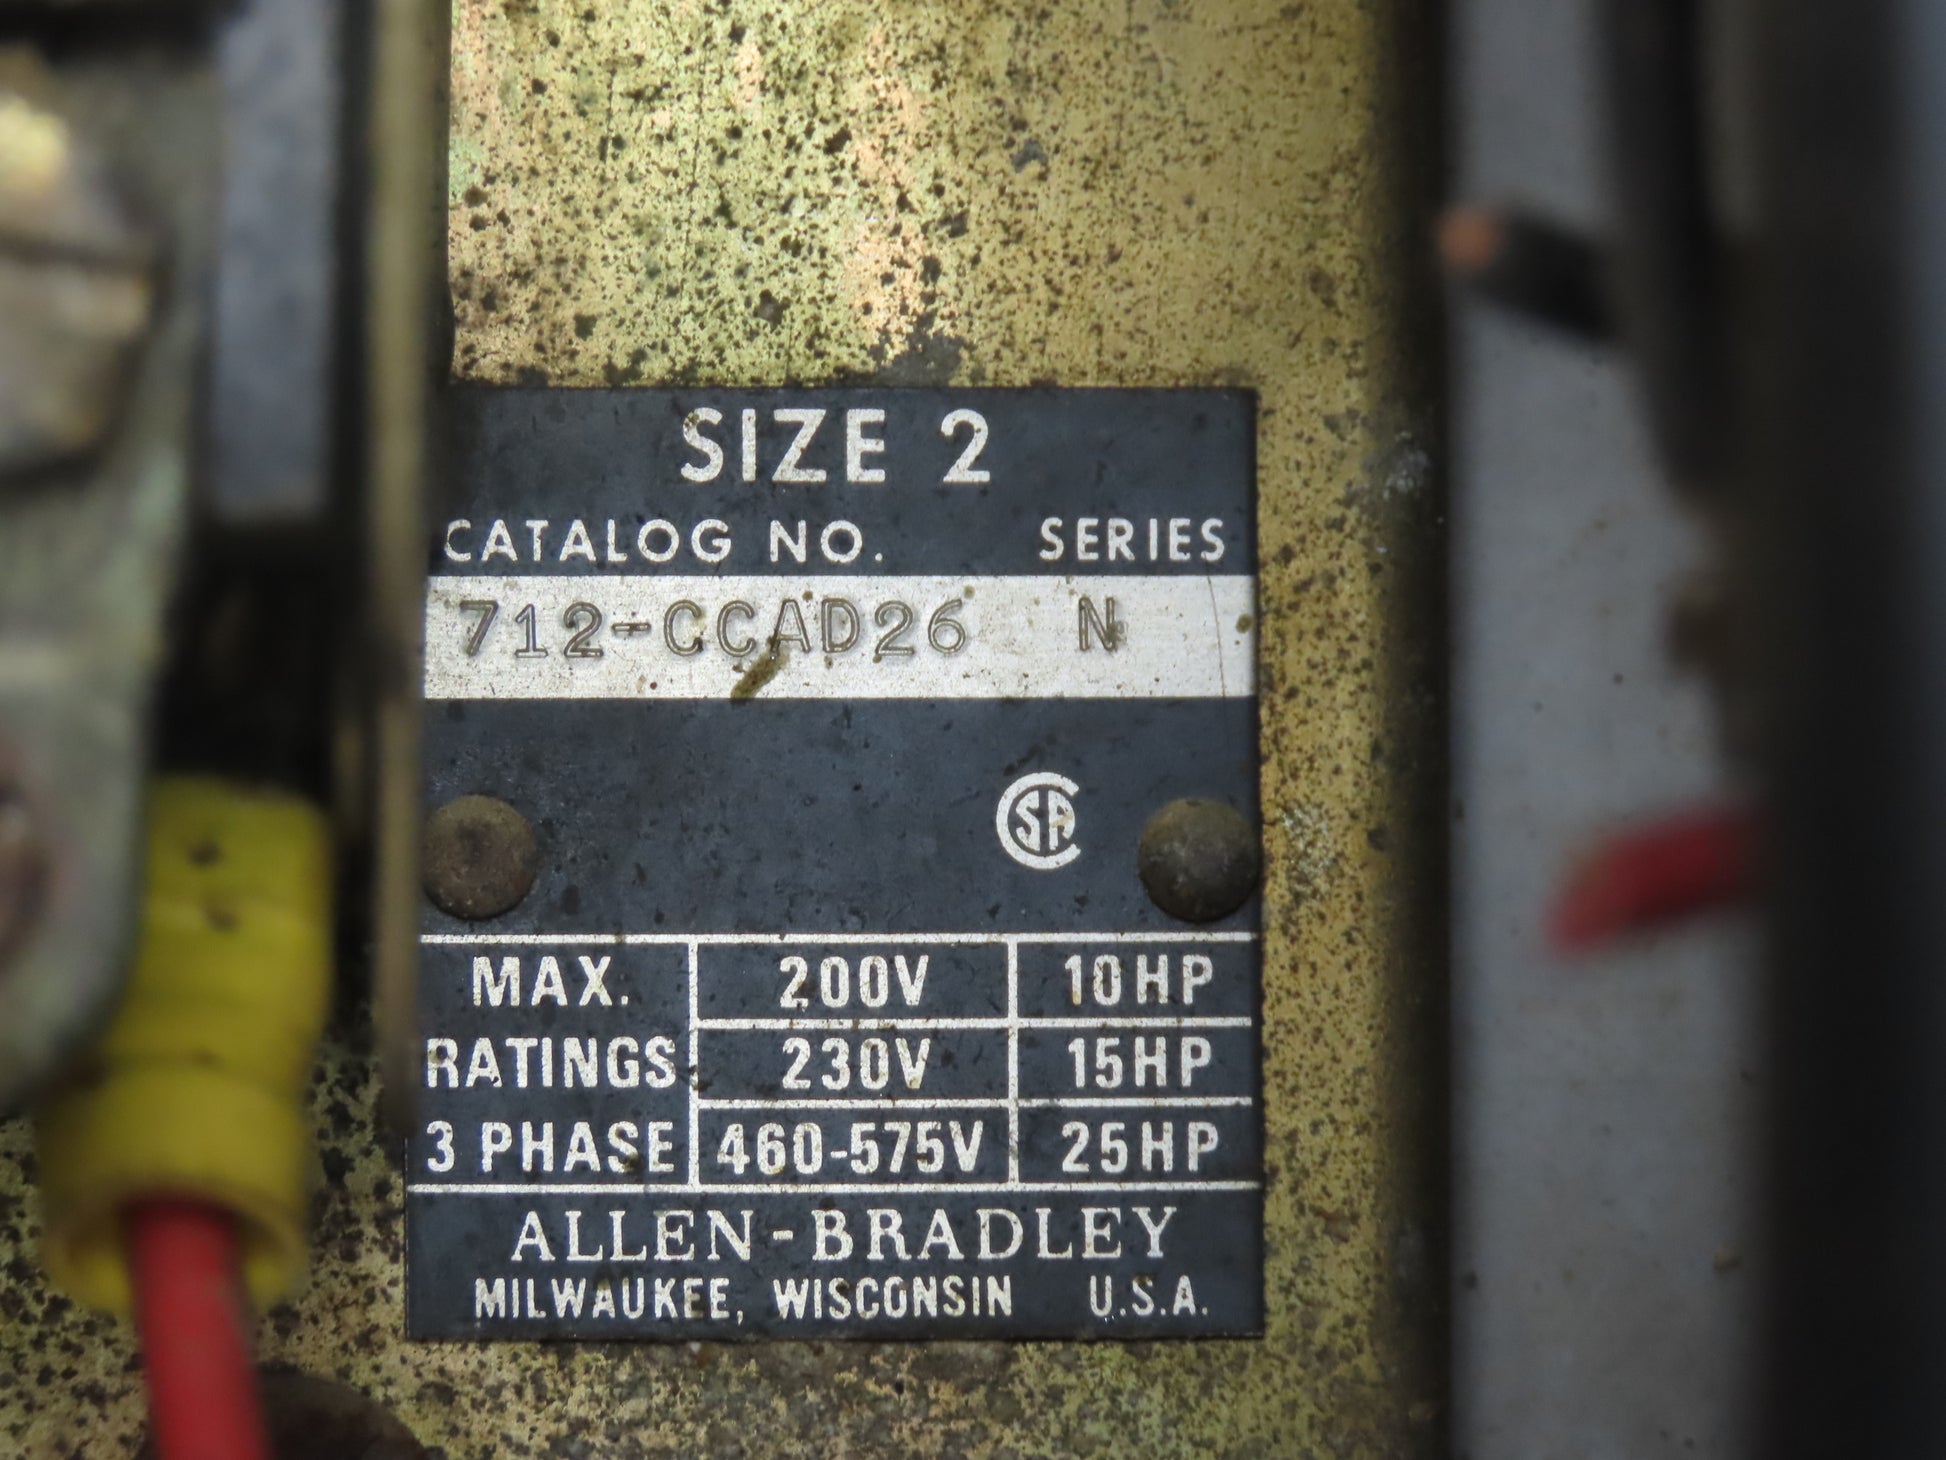 SIZE 2
CATALOG NO. SERIES
712-CCAD26 N
CSA
MAX. 200V 10HP
RATINGS 230V 15HP
3 PHASE 460-575V 25HP
ALLEN-BRADLEY
MILWAUKEE, WISCONSIN U.S.A.